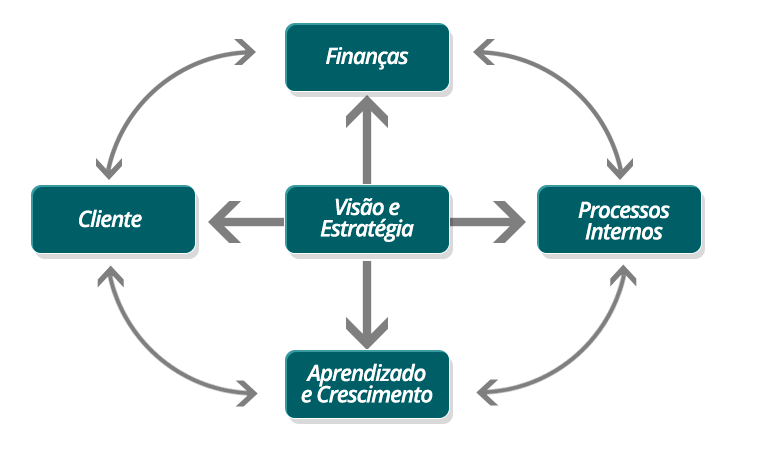 Finanças
Cliente
Visão e
Estratégia
Processos
Internos
Aprendizado
e Crescimento